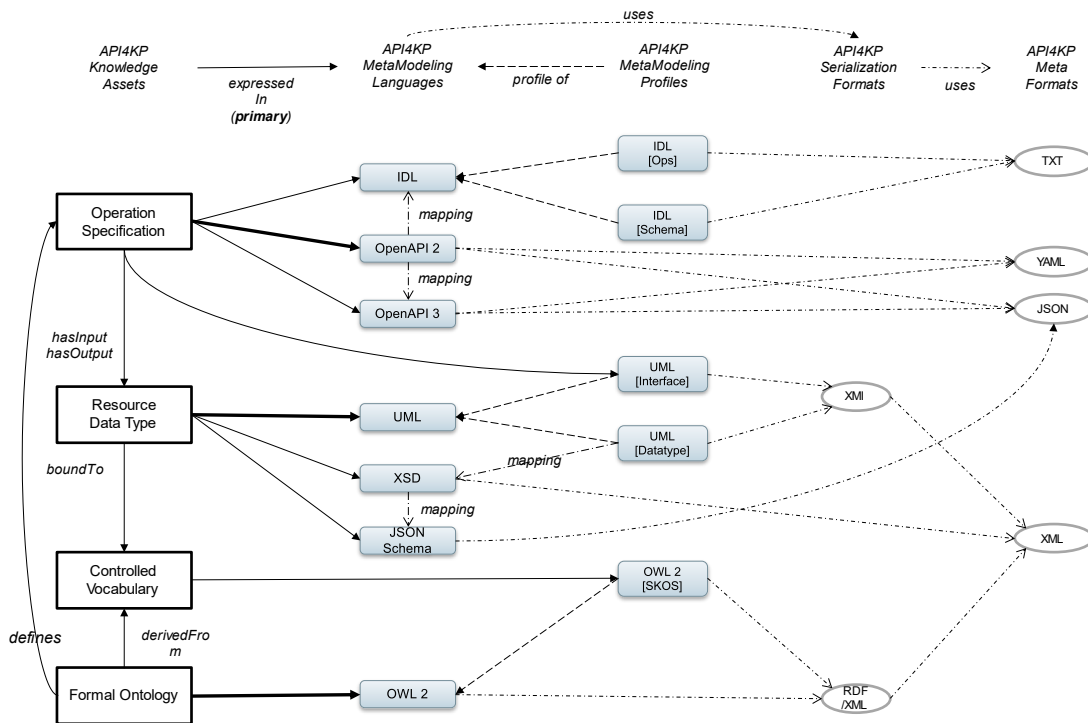 uses
API4KP
Knowledge
Assets
expressed
In
(primary)
API4KP
MetaModeling
Languages
profile of
API4KP
MetaModeling
Profiles
API4KP
Serialization
Formats
uses
API4KP
Meta
Formats
Operation
Specification
IDL
mapping
OpenAPI 2
mapping
OpenAPI 3
IDL
[Ops]
IDL
[Schema]
TXT
YAML
JSON
hasInput
hasOutput
Resource
Data Type
UML
XSD
mapping
JSON
Schema
UML
[Interface]
UML
[Datatype]
mapping
XMI
XML
boundTo
Controlled
Vocabulary
OWL 2
[SKOS]
defines
derivedFro
m
Formal Ontology
OWL 2
RDF
/XML